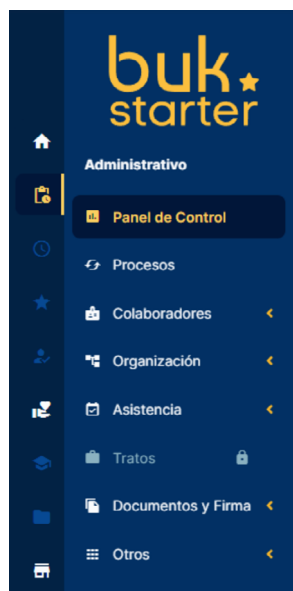 buk
starter
Administrativo
Panel de Control
Procesos
Colaboradores
Organización
Asistencia
Tratos
Documentos y Firma
Otros